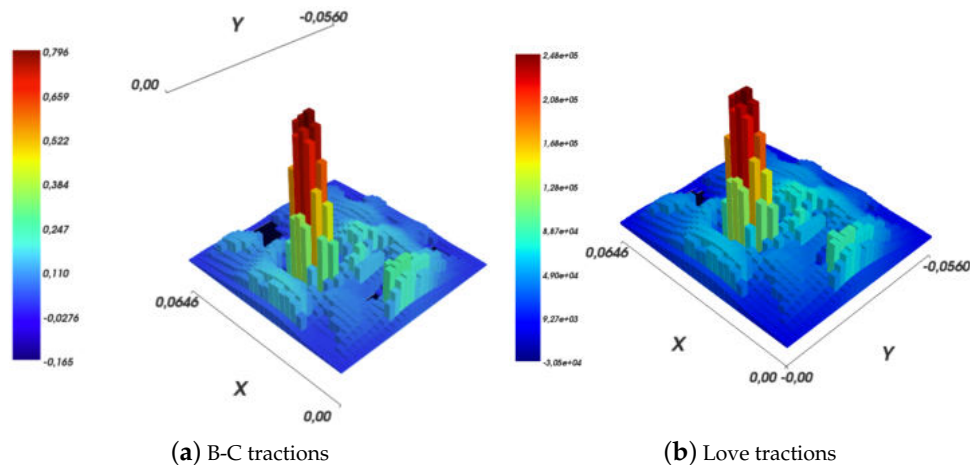 Y
-0,0560
0,00
0,796
0,659
0,522
0,384
0,247
0,110
-0,0276
-0,165
0,0646
X
0,00
(a) B-C tractions
2,48e+05
2,08e+05
1,68e+05
1,28e+05
8,87e+04
4,90e+04
9,27e+03
-3,05e+04
0,0646
X
0,00 -0,00
Y
-0,0560
(b) Love tractions